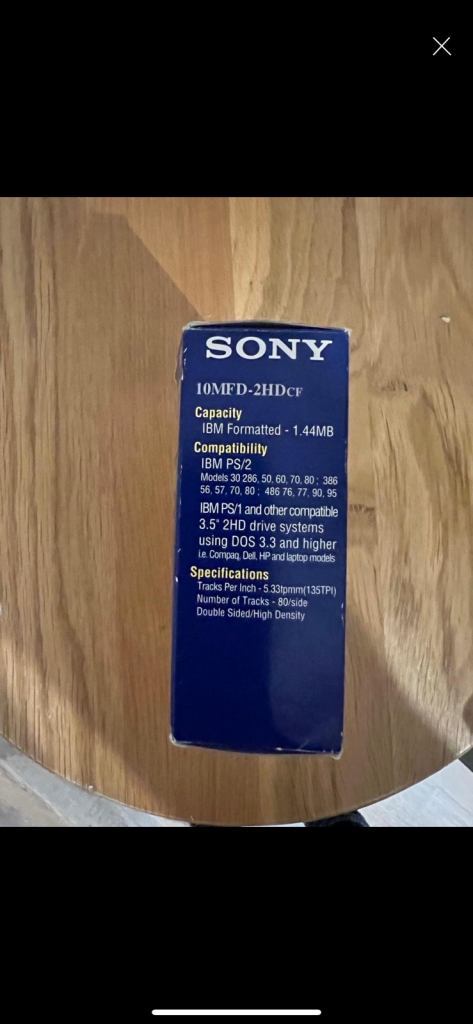 SONY
10MFD-2HDCF
Capacity
IBM Formatted - 1.44MB
Compatibility
IBM PS/2
Models 30 286, 50, 60, 70, 80 ; 386
56, 57, 70, 80 ; 486 76, 77, 90, 95
IBM PS/1 and other compatible
3.5" 2HD drive systems
using DOS 3.3 and higher
i.e. Compaq, Dell, HP and laptop models
Specifications
Tracks Per Inch - 5.33tpmm(135TPI)
Number of Tracks - 80/side
Double Sided/High Density